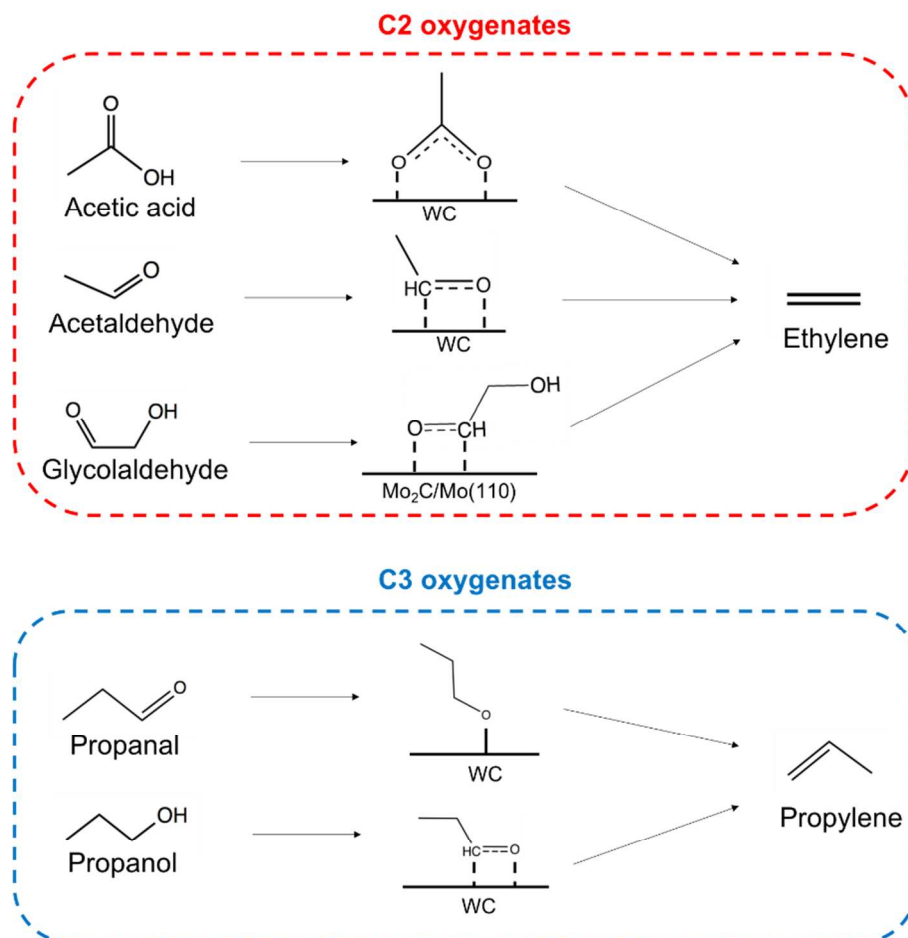 C2 oxygenates
O
OH
Acetic acid
O
O
WC
O
Acetaldehyde
HC
O
WC
Ethylene
O
OH
Glycolaldehyde
OH
O
CH
Mo₂C/Mo(110)
C3 oxygenates
O
Propanal
O
WC
OH
Propanol
HC
O
WC
Propylene